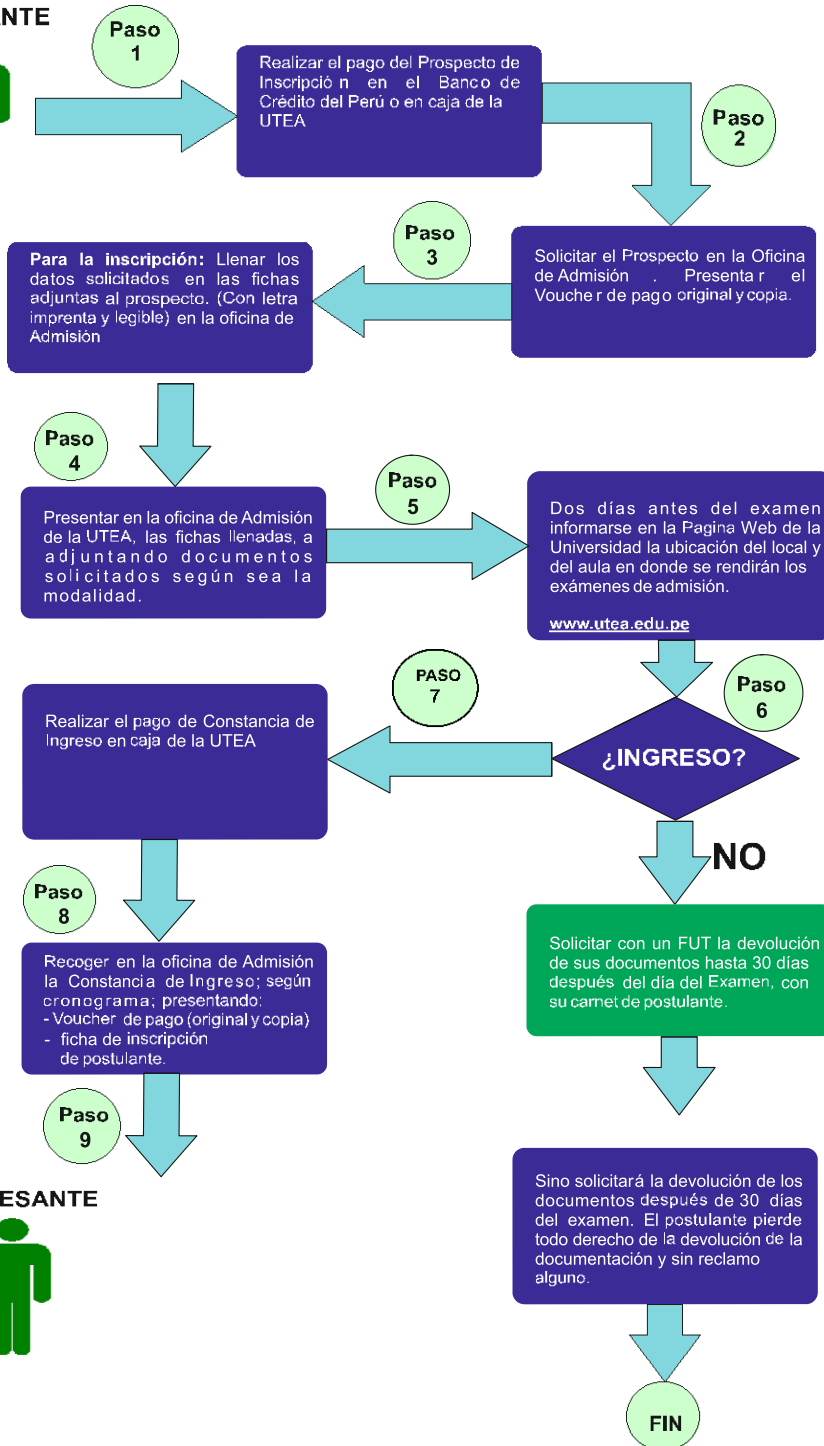 ANTE
Paso
1
Realizar el pago del Prospecto de
Inscripción en el Banco de
Crédito del Perú o en caja de la
UTEA
Paso
2
Solicitar el Prospecto en la Oficina
de Admisión . Presentar el
Voucher de pago original y copia.
Paso
3
Para la inscripción: Llenar los
datos solicitados en las fichas
adjuntas al prospecto. (Con letra
imprenta y legible) en la oficina de
Admisión
Paso
4
Presentar en la oficina de Admisión
de la UTEA, las fichas llenadas, a
adjuntando documentos
solicitados según sea la
modalidad.
Paso
5
Dos días antes del examen
informarse en la Pagina Web de la
Universidad la ubicación del local y
del aula en donde se rendirán los
exámenes de admisión.
www.utea.edu.pe
Paso
6
¿INGRESO?
PASO
7
Realizar el pago de Constancia de
Ingreso en caja de la UTEA
NO
Paso
8
Recoger en la oficina de Admisión
la Constancia de Ingreso; según
cronograma; presentando:
- Voucher de pago (original y copia)
- ficha de inscripción
de postulante.
Solicitar con un FUT la devolución
de sus documentos hasta 30 días
después del día del Examen, con
su carnet de postulante.
Paso
9
ESANTE
Sino solicitará la devolución de los
documentos después de 30 días
del examen. El postulante pierde
todo derecho de la devolución de la
documentación y sin reclamo
alguno.
FIN